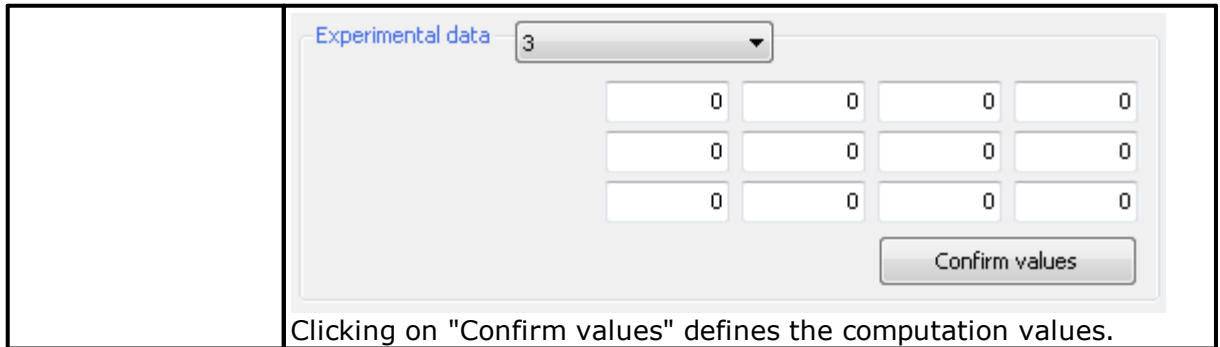 Experimental data 3
0 0 0 0
0 0 0 0
0 0 0 0
Confirm values
Clicking on "Confirm values" defines the computation values.